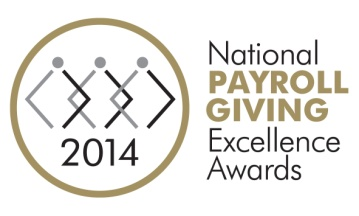 2014
National
PAYROLL
GIVING
Excellence
Awards